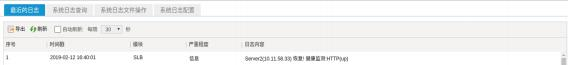 最近的日志 系统日志查询 系统日志文件操作 系统日志配置
导出 刷新 自动刷新 每隔 30 秒
序号 时间戳 模块 严重程度 日志内容
1 2019-02-12 16:40:01 SLB 信息 Server2(10.11.58.33) 恢复! 健康监测:HTTP(up)